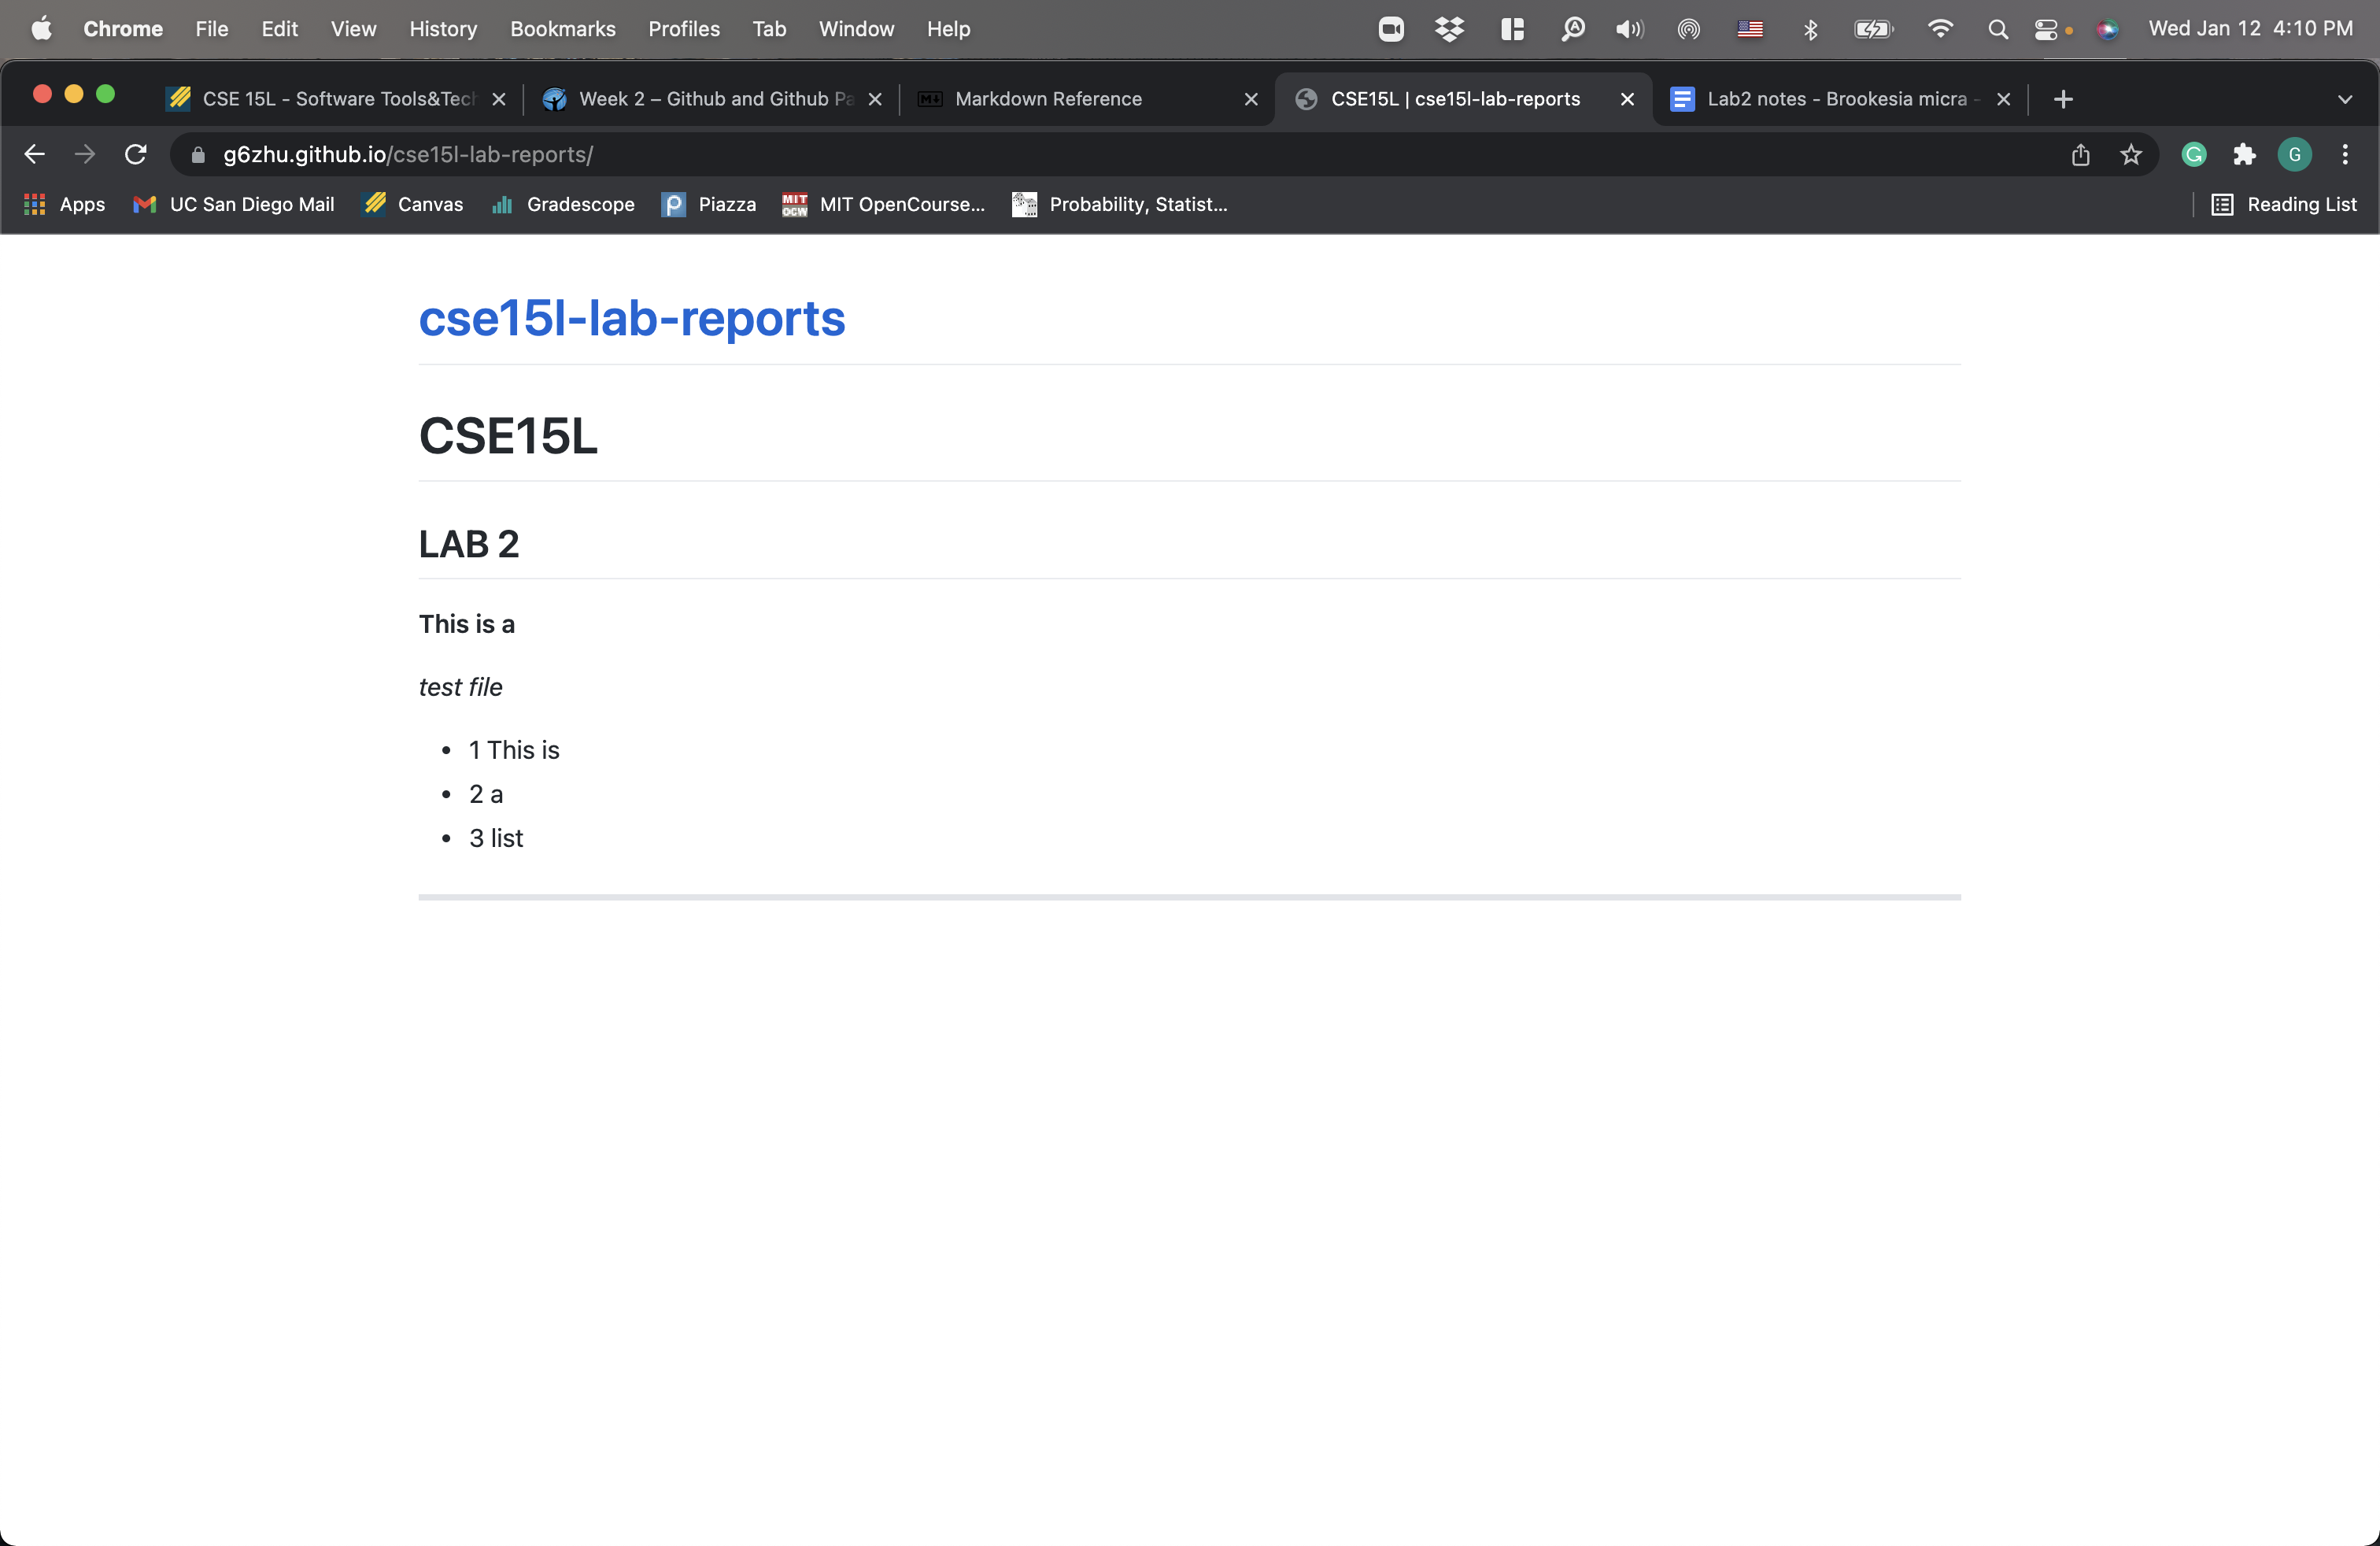 Chrome File Edit View History Bookmarks Profiles Tab Window Help Wed Jan 12 4:10 PM
CSE 15L - Software Tools&Tech Week 2 – Github and Github Pa Markdown Reference CSE15L | cse15l-lab-reports Lab2 notes - Brookesia micra -
g6zhu.github.io/cse15l-lab-reports/ G
Apps UC San Diego Mail Canvas Gradescope Piazza MIT OCW MIT OpenCourse... Probability, Statist... Reading List
cse15l-lab-reports
CSE15L
LAB 2
This is a
test file
• 1 This is
• 2 a
• 3 list